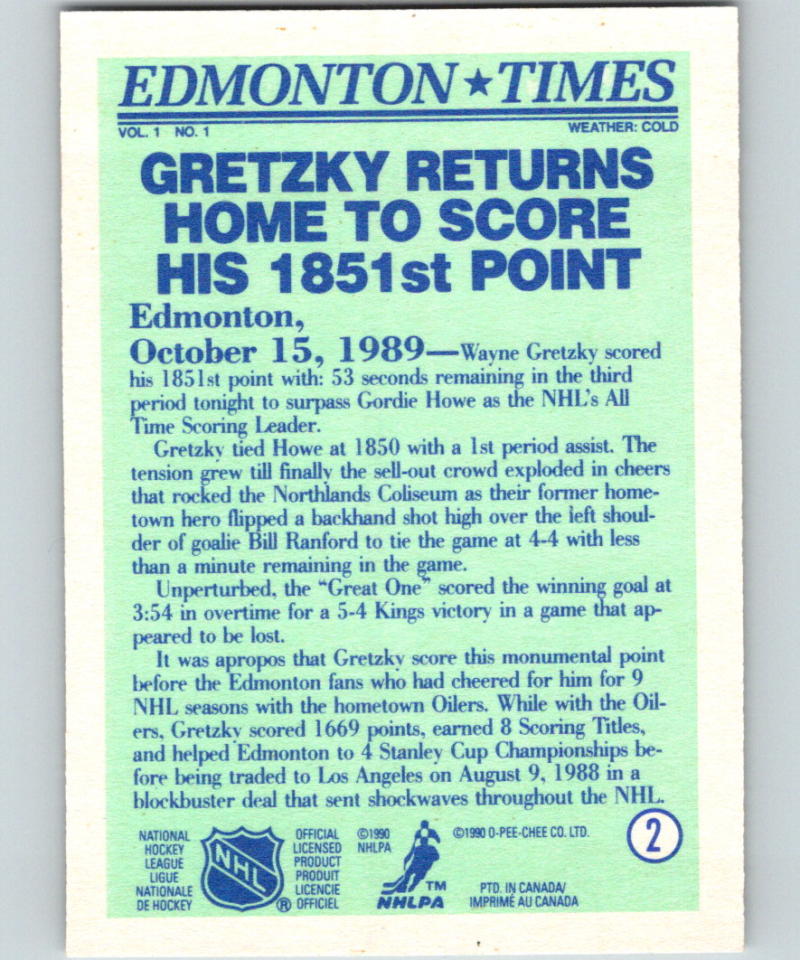 EDMONTON ★ TIMES
VOL. 1 NO. 1 WEATHER: COLD
GRETZKY RETURNS
HOME TO SCORE
HIS 1851st POINT
Edmonton,
October 15, 1989—Wayne Gretzky scored
his 1851st point with: 53 seconds remaining in the third
period tonight to surpass Gordie Howe as the NHL's All
Time Scoring Leader.
Gretzky tied Howe at 1850 with a 1st period assist. The
tension grew till finally the sell-out crowd exploded in cheers
that rocked the Northlands Coliseum as their former home-
town hero flipped a backhand shot high over the left shoul-
der of goalie Bill Ranford to tie the game at 4-4 with less
than a minute remaining in the game.
Unperturbed, the "Great One" scored the winning goal at
3:54 in overtime for a 5-4 Kings victory in a game that ap-
peared to be lost.
It was apropos that Gretzky score this monumental point
before the Edmonton fans who had cheered for him for 9
NHL seasons with the hometown Oilers. While with the Oil-
ers, Gretzky scored 1669 points, earned 8 Scoring Titles,
and helped Edmonton to 4 Stanley Cup Championships be-
fore being traded to Los Angeles on August 9, 1988 in a
blockbuster deal that sent shockwaves throughout the NHL.
NATIONAL
HOCKEY
LEAGUE
LIGUE
NATIONALE
DE HOCKEY
NHL
®
OFFICIAL
LICENSED
PRODUCT
PRODUIT
LICENCIE
OFFICIEL
©1990
NHLPA
TM
NHLPA
©1990 O-PEE-CHEE CO. LTD.
PTD. IN CANADA/
IMPRIMÉ AU CANADA
2